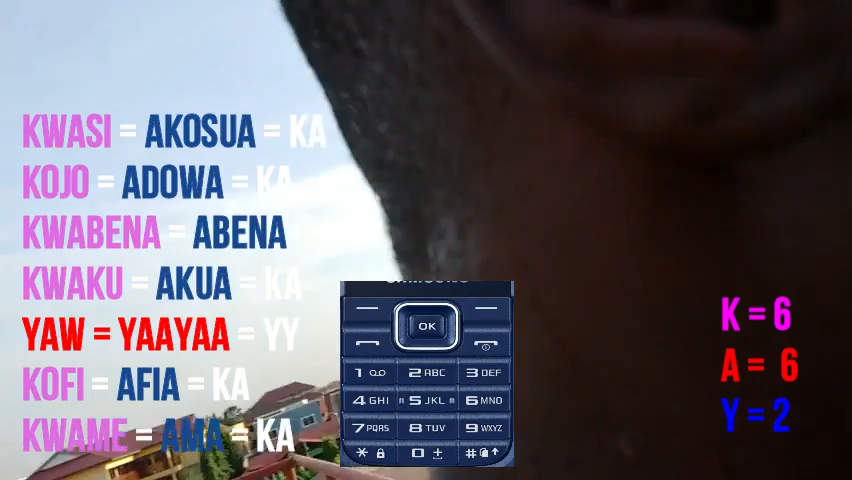 KWASI = AKOSUA = KA
KOJO = ADOWA = KA
KWABENA = ABENA
KWAKU = AKUA = KA
YAW = YAAYAA = YY
KOFI = AFIA = KA
KWAME = AMA = KA
K = 6
A = 6
Y = 2
OK
1
2 ABC
3 DEF
4 GHI
5 JKL
6 MNO
7 PQRS
8 TUV
9 WXYZ
*
0 +
#